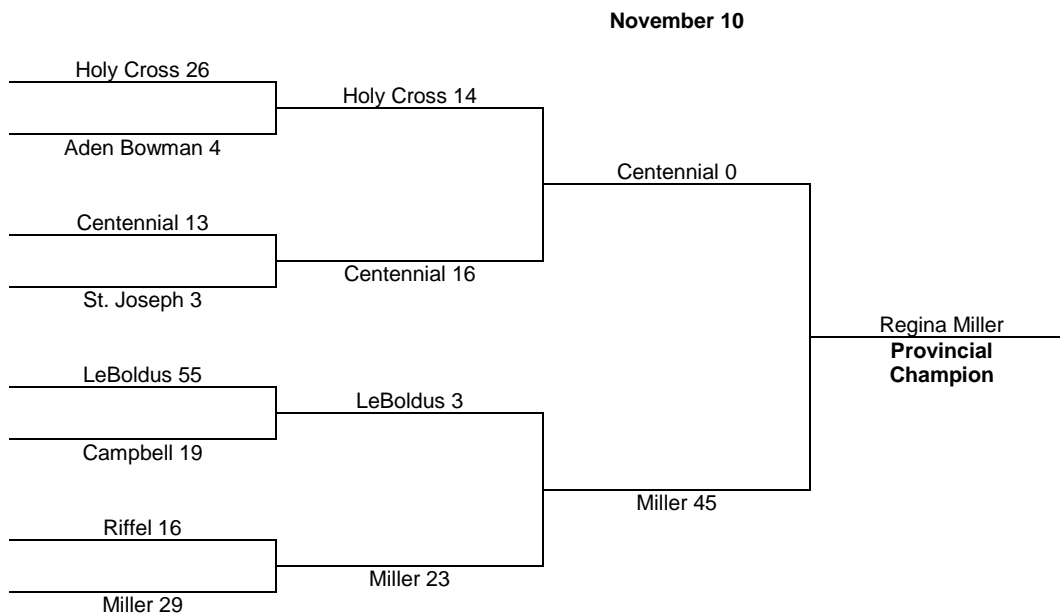 November 10
Holy Cross 26
Holy Cross 14
Aden Bowman 4
Centennial 0
Centennial 13
Centennial 16
St. Joseph 3
Regina Miller
Provincial
Champion
LeBoldus 55
LeBoldus 3
Campbell 19
Miller 45
Riffel 16
Miller 23
Miller 29